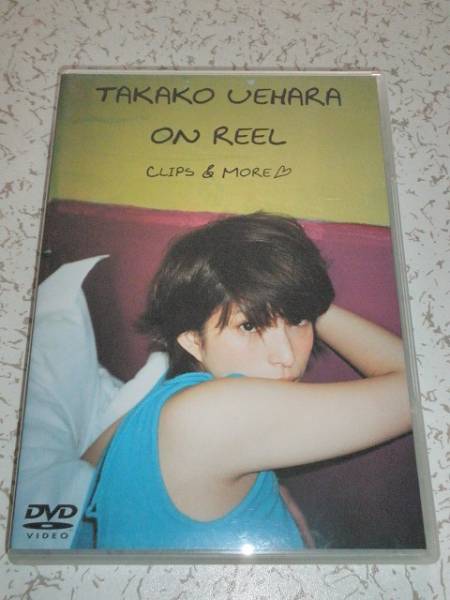 TAKAKO UEHARA
ON REEL
CLIPS & MORE♡
DVD
VIDEO